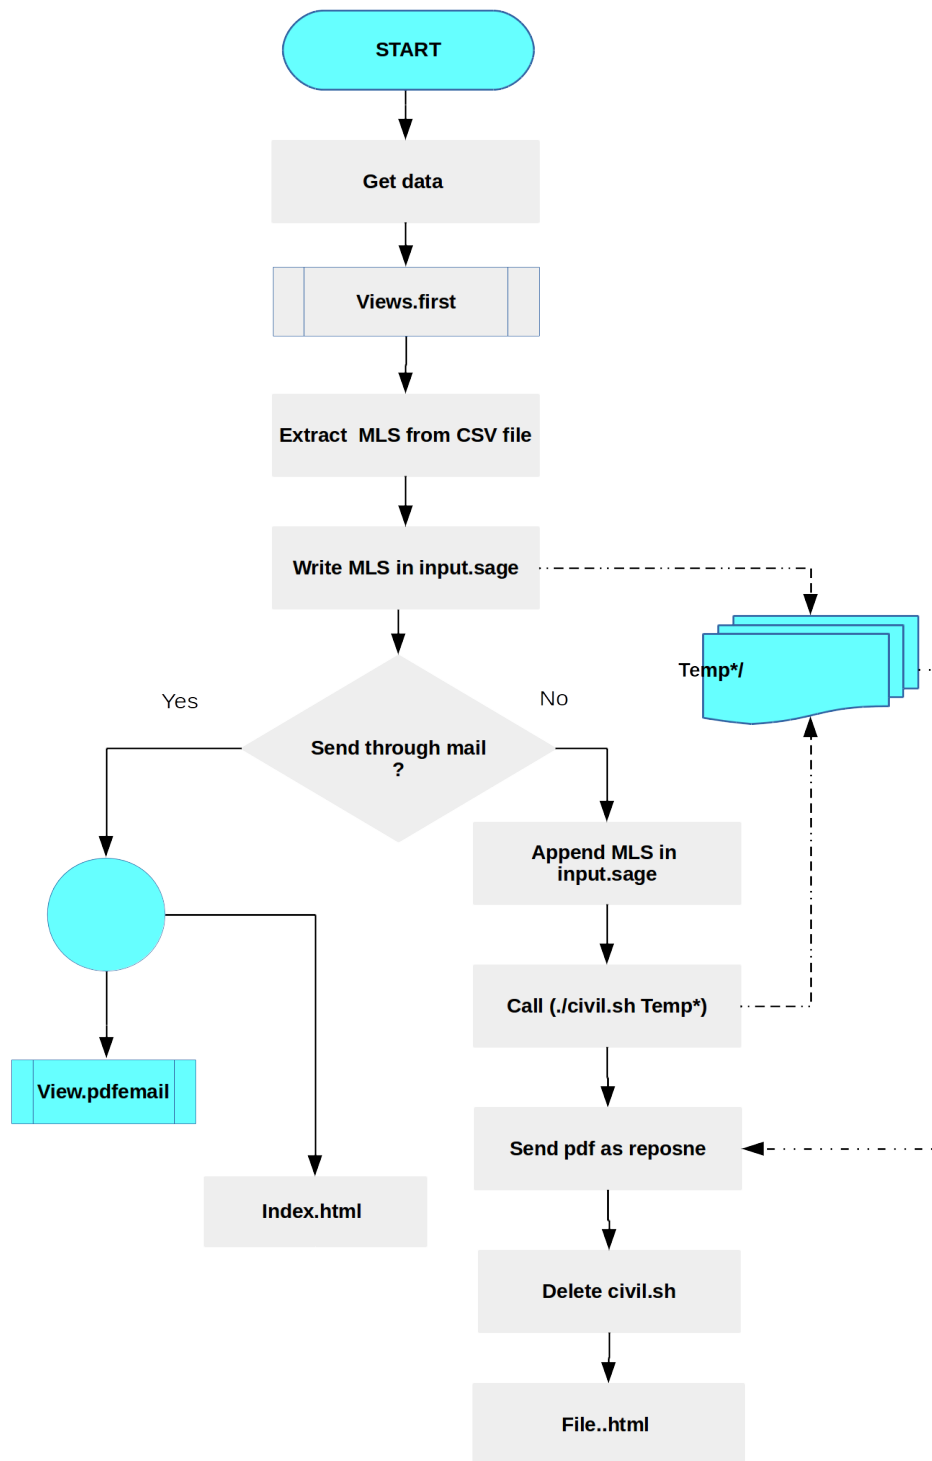 START
Get data
Views.first
Extract  MLS from CSV file
Write MLS in input.sage
Temp*/
Yes
No
Send through mail
?
Append MLS in
input.sage
Call (./civil.sh Temp*)
View.pdfemail
Send pdf as reposne
Index.html
Delete civil.sh
File..html